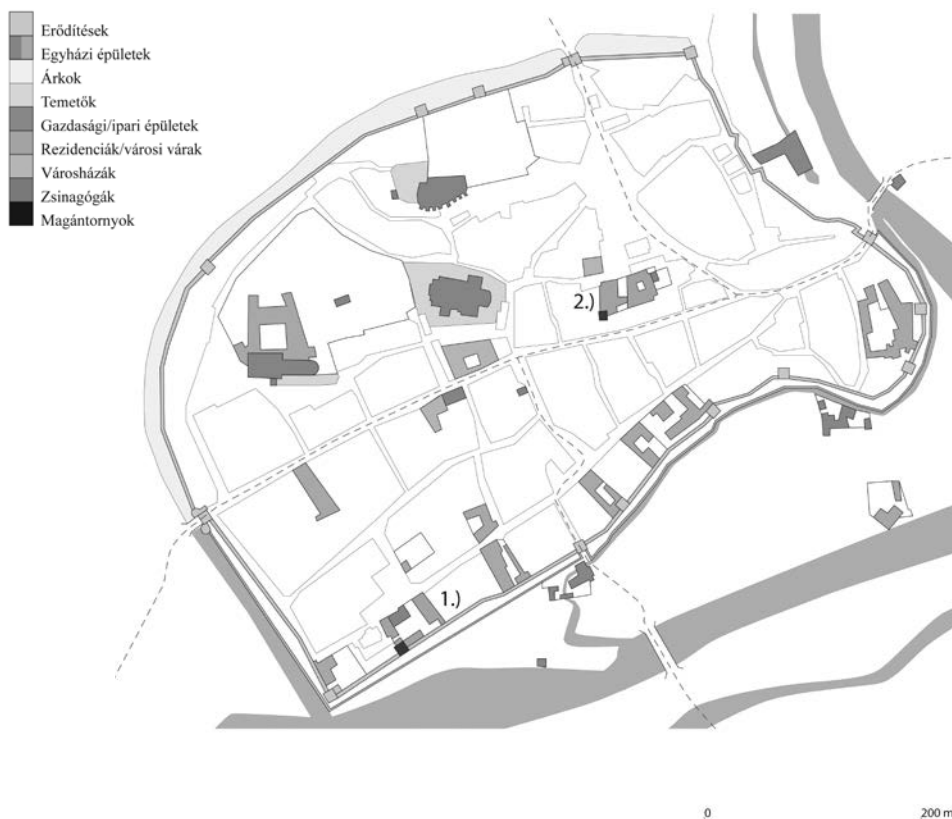 Erődítések
Egyházi épületek
Árkok
Temetők
Gazdasági/ipari épületek
Rezidenciák/városi várak
Városházák
Zsinagógák
Magántornyok
2.)
1.)
0 200 m